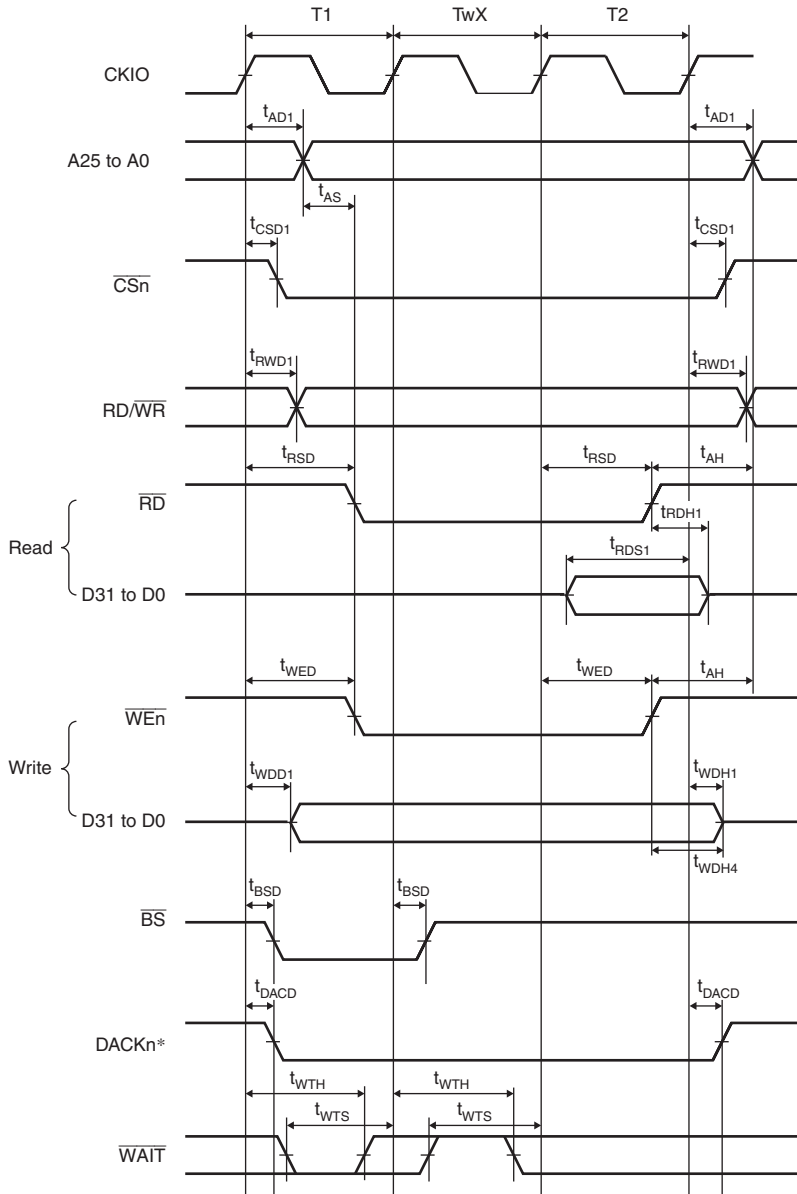 T1 TwX T2
CKIO
tAD1 tAD1
A25 to A0
tAS
tCSD1 tCSD1
CSn
tRWD1 tRWD1
RD/WR
tRSD tRSD tAH
RD
tRDH1
Read
tRDS1
D31 to D0
tWED tWED tAH
WEn
Write
tWDD1 tWDH1
D31 to D0
tWDH4
tBSD tBSD
BS
tDACD tDACD
DACKn*
tWTH tWTH
tWTS tWTS
WAIT